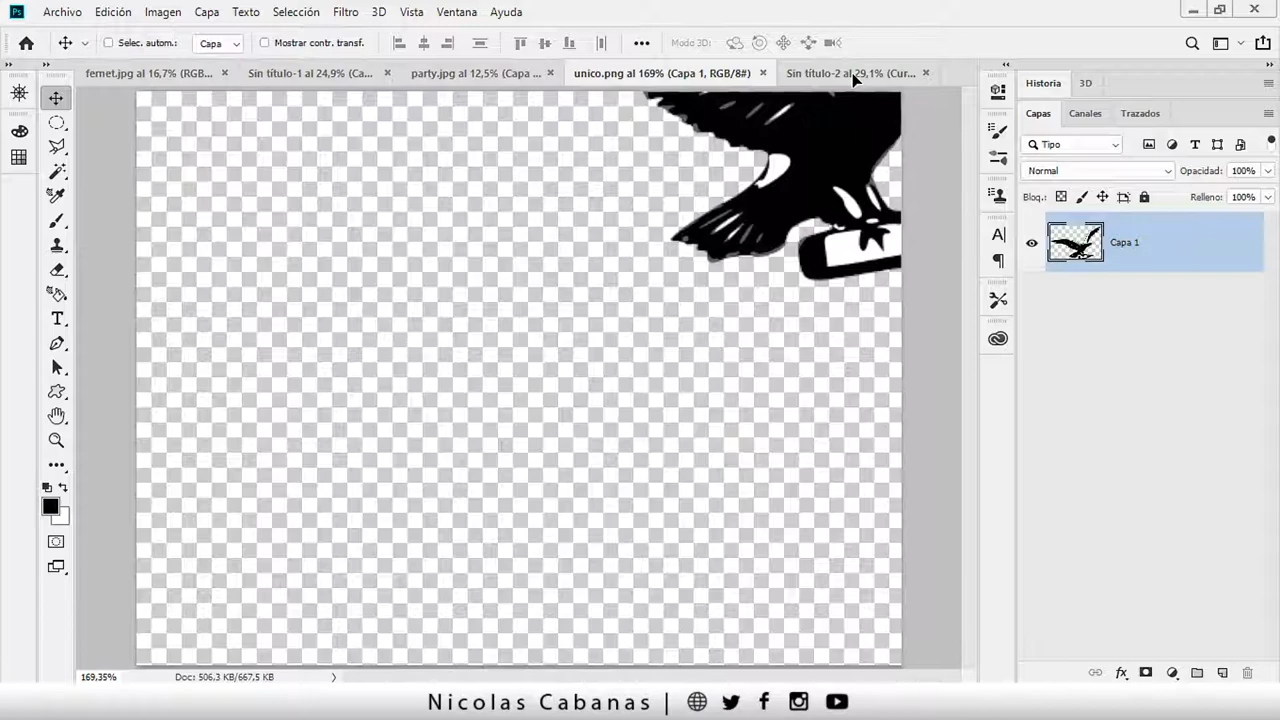 Ps Archivo Edición Imagen Capa Texto Selección Filtro 3D Vista Ventana Ayuda
Selec. autom.: Capa Mostrar contr. transf. Modo 3D:
fernet.jpg al 16,7% (RGB... × Sin título-1 al 24,9% (Ca... × party.jpg al 12,5% (Capa ... × unico.png al 169% (Capa 1, RGB/8#) × Sin título-2 al 29,1% (Cur... ×
Historia 3D
Capas Canales Trazados
Tipo
Normal Opacidad: 100%
Bloq.: Relleno: 100%
Capa 1
169,35% Doc: 506,3 KB/667,5 KB
Nicolas Cabanas |